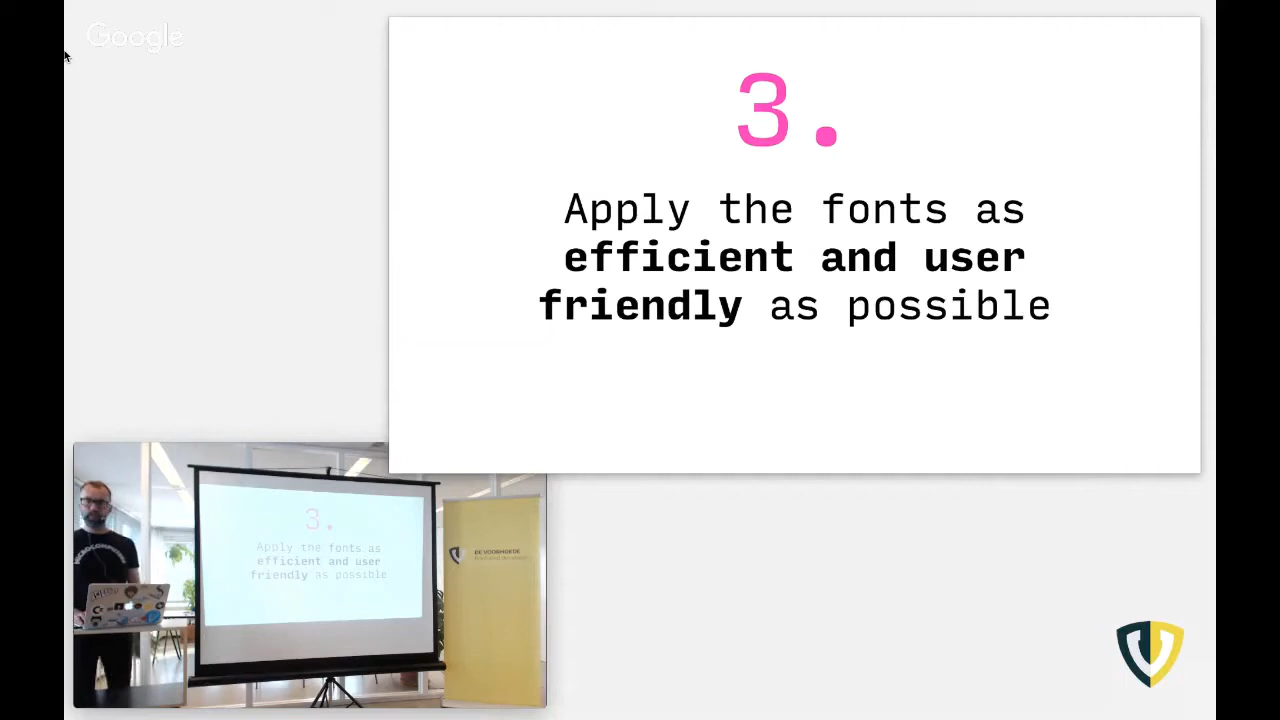 Google
3.
Apply the fonts as
efficient and user
friendly as possible
3.
Apply the fonts as
efficient and user
friendly as possible
DE VOORHOEDE